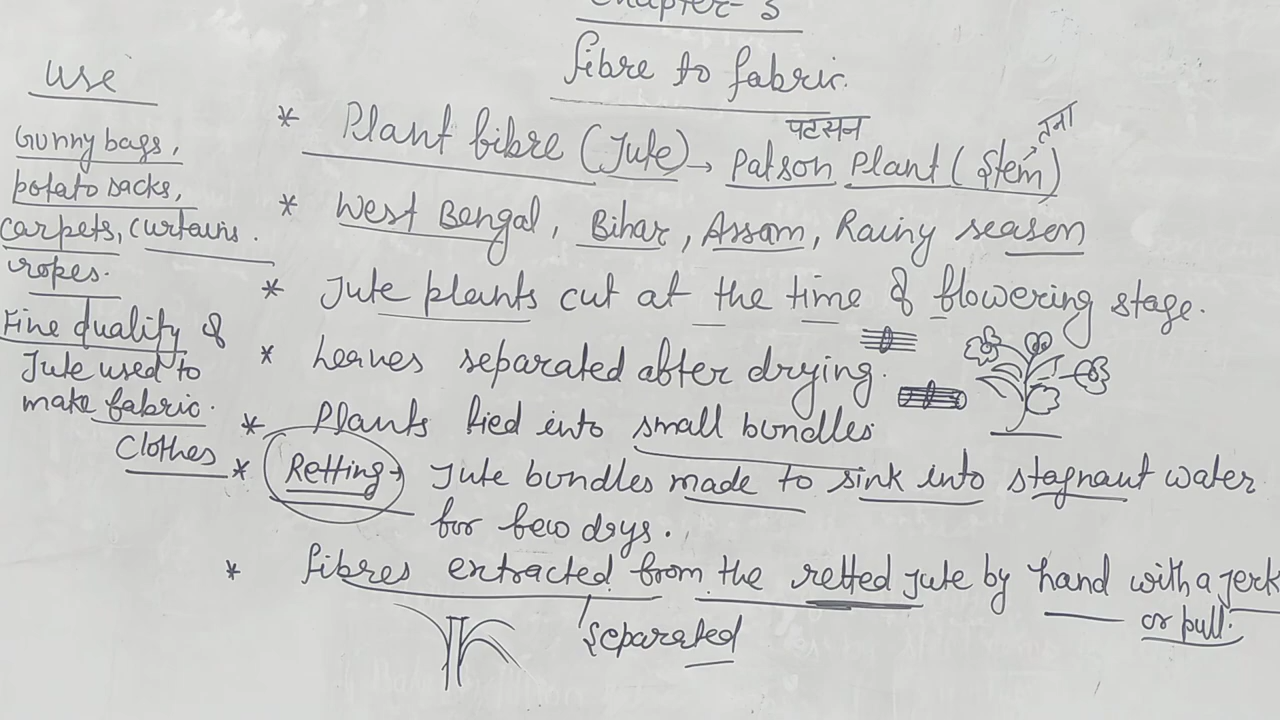 Chapter-3
Fibre to fabric.
* Plant fibre (Jute) → Patson Plant (Stem)
पटसन
तना
* West Bengal, Bihar, Assam, Rainy season
* Jute plants cut at the time of flowering stage.
* Leaves separated after drying.
* Plants tied into small bundles
* Retting → Jute bundles made to sink into stagnaut water
for few days.
* fibres extracted from the retted Jute by hand with a jerk
or pull.
Separated
Use
Gunny bags,
potato sacks,
carpets, curtains.
ropes.
Fine quality of
Jute used to
make fabric.
Clothes